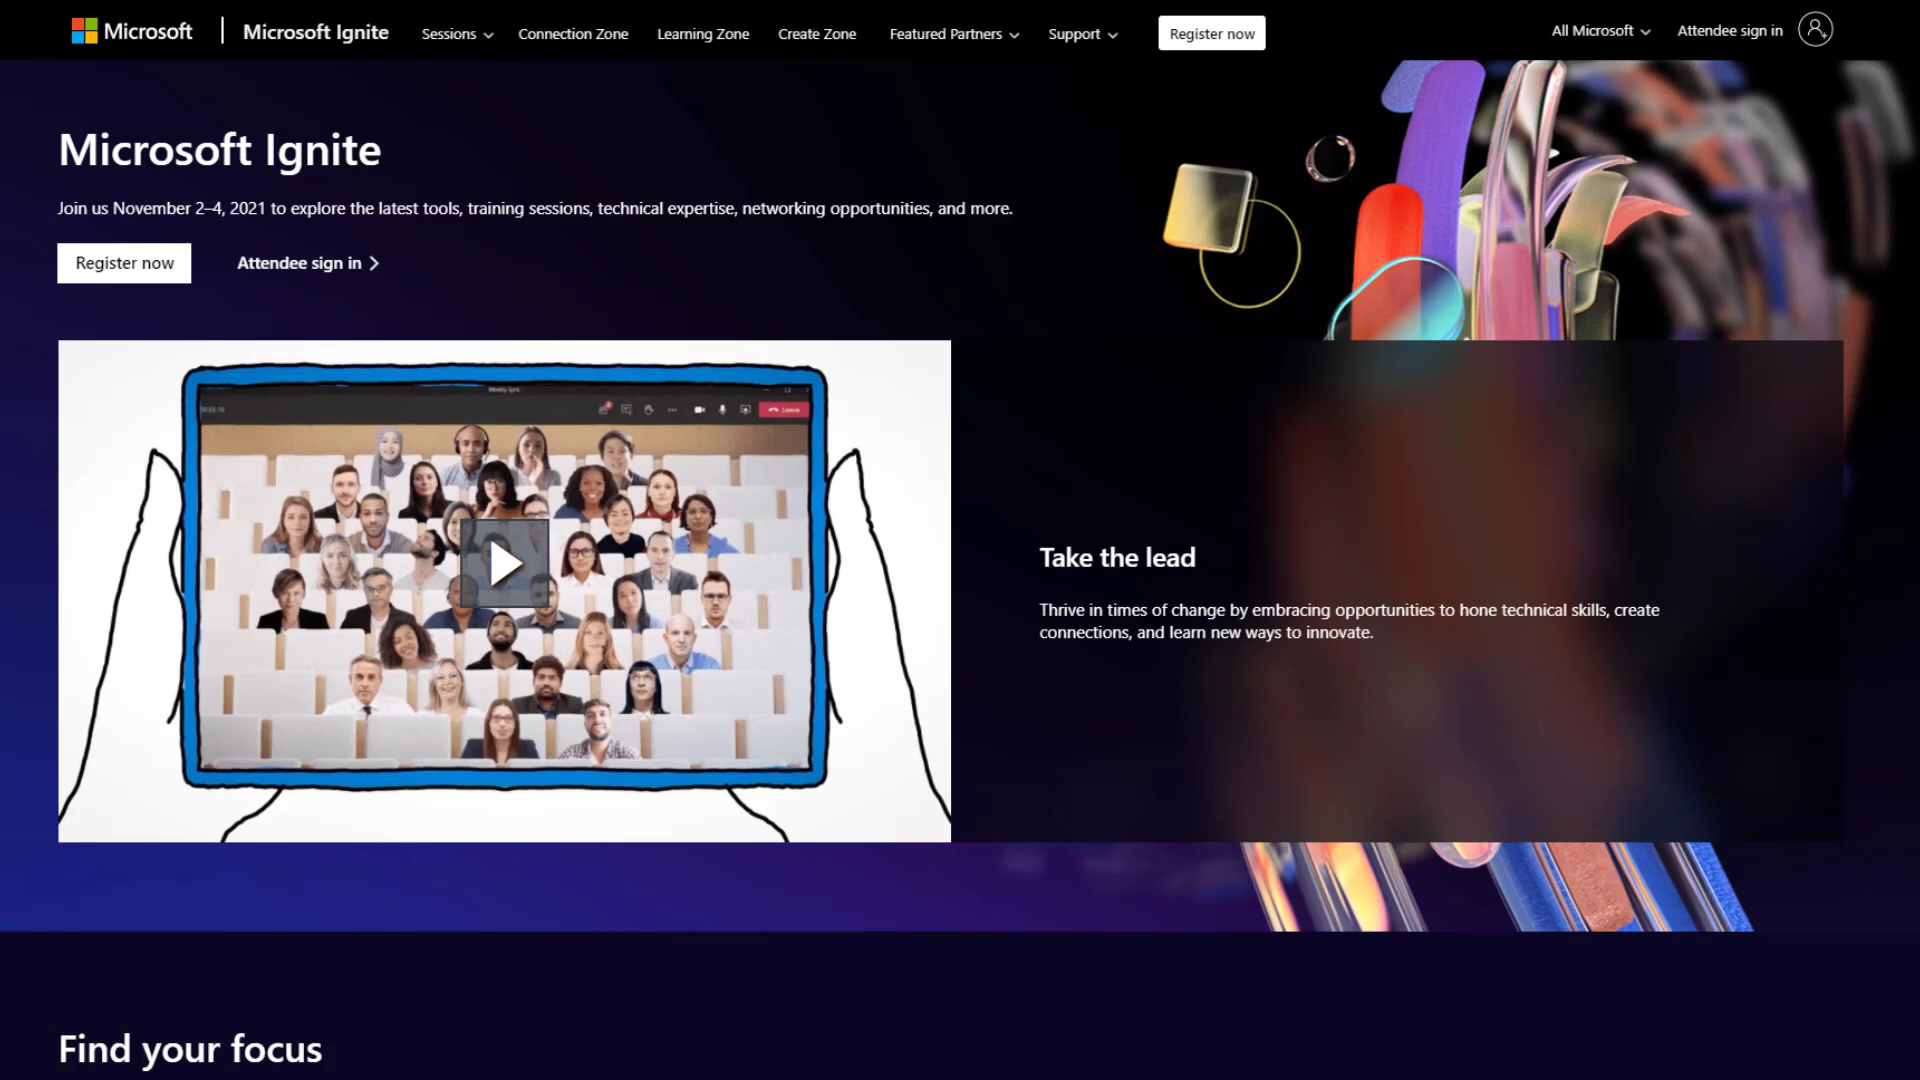 Microsoft
Microsoft Ignite
Sessions
Connection Zone
Learning Zone
Create Zone
Featured Partners
Support
Register now
All Microsoft
Attendee sign in
Microsoft Ignite
Join us November 2–4, 2021 to explore the latest tools, training sessions, technical expertise, networking opportunities, and more.
Register now
Attendee sign in
Weekly Sync
Leave
Take the lead
Thrive in times of change by embracing opportunities to hone technical skills, create
connections, and learn new ways to innovate.
Find your focus